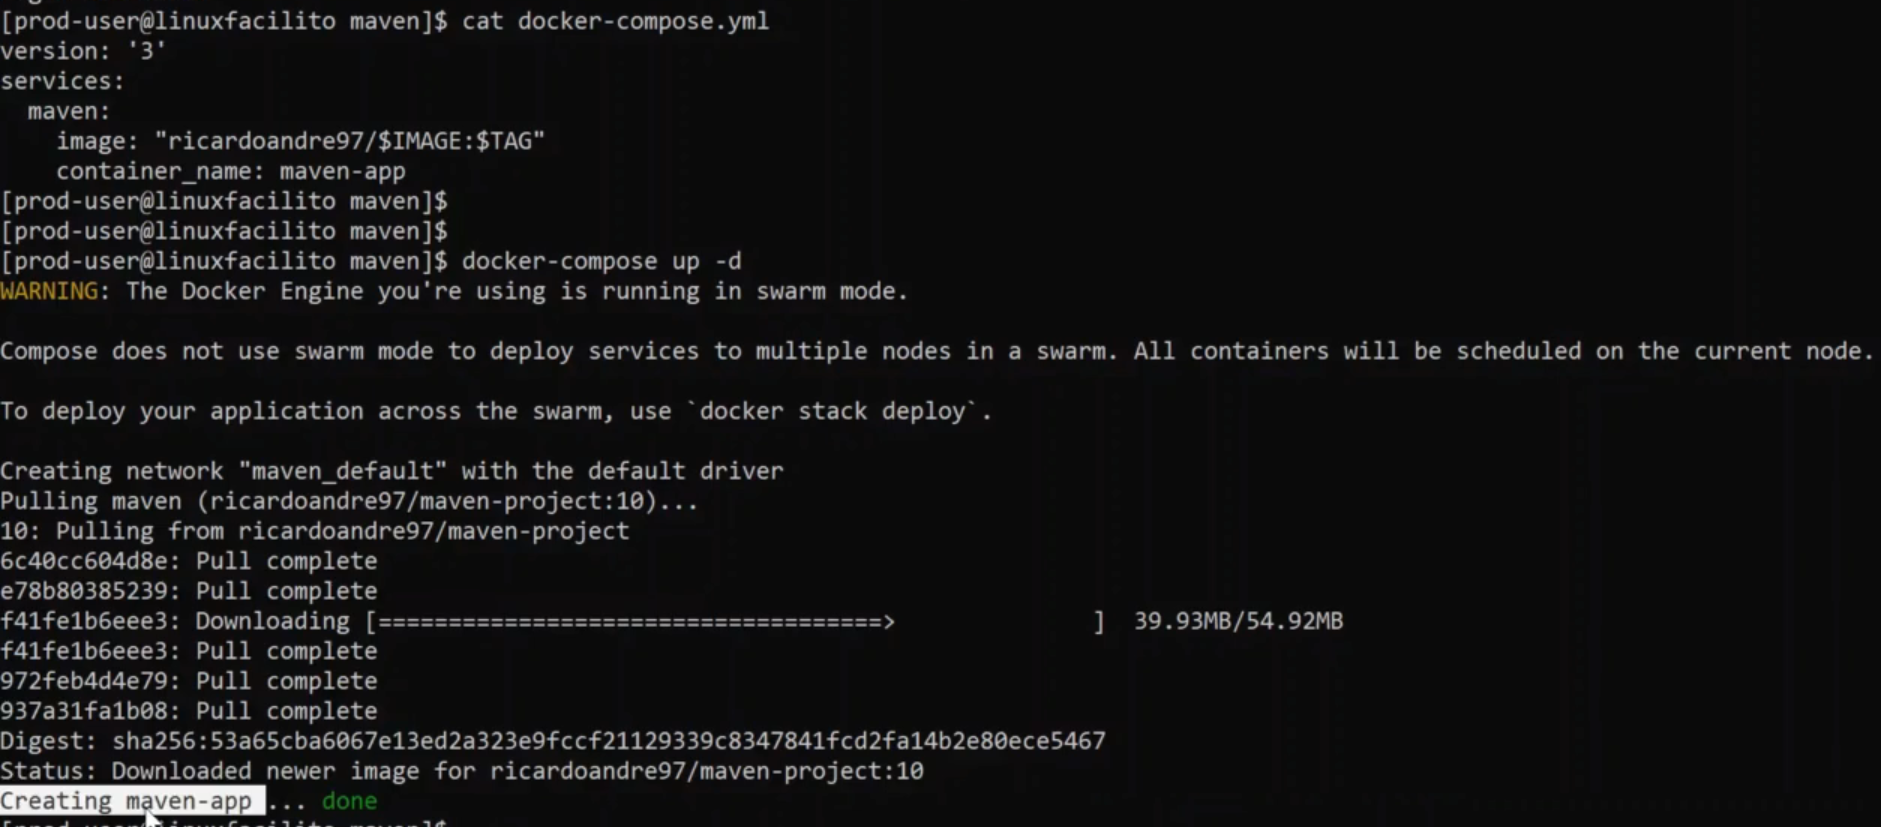 [prod-user@linuxfacilito maven]$ cat docker-compose.yml
version: '3'
services:
  maven:
    image: "ricardoandre97/$IMAGE:$TAG"
    container_name: maven-app
[prod-user@linuxfacilito maven]$
[prod-user@linuxfacilito maven]$
[prod-user@linuxfacilito maven]$ docker-compose up -d
WARNING: The Docker Engine you're using is running in swarm mode.
Compose does not use swarm mode to deploy services to multiple nodes in a swarm. All containers will be scheduled on the current node.
To deploy your application across the swarm, use `docker stack deploy`.
Creating network "maven_default" with the default driver
Pulling maven (ricardoandre97/maven-project:10)...
10: Pulling from ricardoandre97/maven-project
6c40cc604d8e: Pull complete
e78b80385239: Pull complete
f41fe1b6eee3: Downloading [====================================>              ]  39.93MB/54.92MB
f41fe1b6eee3: Pull complete
972feb4d4e79: Pull complete
937a31fa1b08: Pull complete
Digest: sha256:53a65cba6067e13ed2a323e9fccf21129339c8347841fcd2fa14b2e80ece5467
Status: Downloaded newer image for ricardoandre97/maven-project:10
Creating maven-app ... done